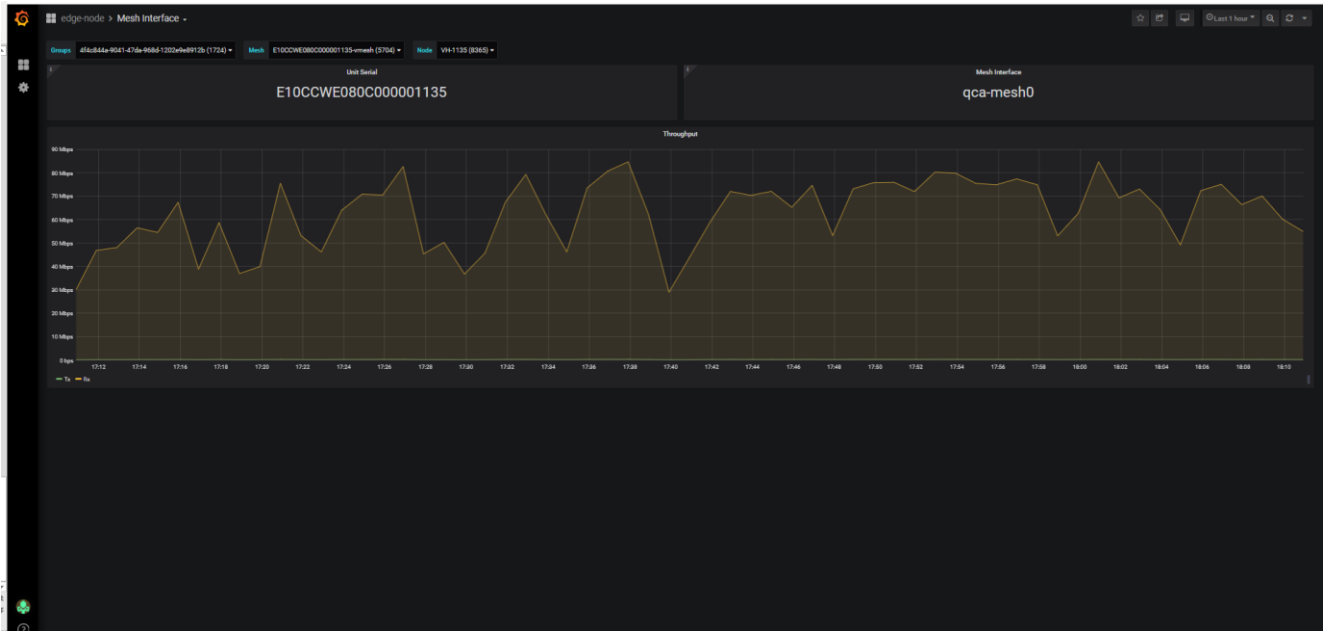 edge-node > Mesh Interface
Last 1 hour
Groups 4f4c844a-9041-47da-968d-1202e9e8912b (1724) Mesh E10CCWE080C000001135-vmesh (5704) Node VH-1135 (8365)
Unit Serial
E10CCWE080C000001135
Mesh Interface
qca-mesh0
Throughput
90 Mbps
80 Mbps
70 Mbps
60 Mbps
50 Mbps
40 Mbps
30 Mbps
20 Mbps
10 Mbps
0 bps
17:12 17:14 17:16 17:18 17:20 17:22 17:24 17:26 17:28 17:30 17:32 17:34 17:36 17:38 17:40 17:42 17:44 17:46 17:48 17:50 17:52 17:54 17:56 17:58 18:00 18:02 18:04 18:06 18:08 18:10
Tx Rx